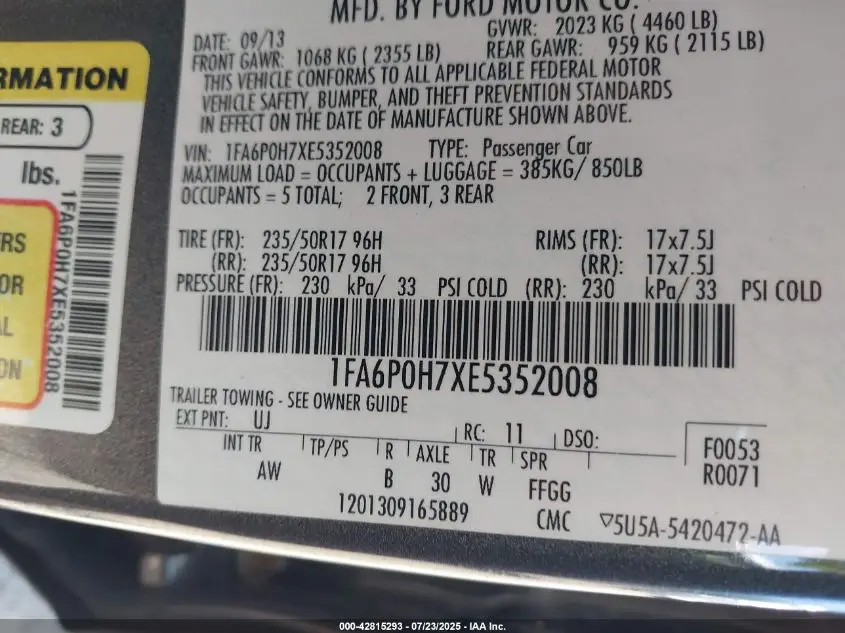 MFD. BY FORD MOTOR CO.
DATE: 09/13 GVWR: 2023 KG ( 4460 LB)
FRONT GAWR: 1068 KG ( 2355 LB) REAR GAWR: 959 KG ( 2115 LB)
THIS VEHICLE CONFORMS TO ALL APPLICABLE FEDERAL MOTOR
VEHICLE SAFETY, BUMPER, AND THEFT PREVENTION STANDARDS
IN EFFECT ON THE DATE OF MANUFACTURE SHOWN ABOVE.
VIN: 1FA6P0H7XE5352008 TYPE: Passenger Car
MAXIMUM LOAD = OCCUPANTS + LUGGAGE = 385KG/ 850LB
OCCUPANTS = 5 TOTAL; 2 FRONT, 3 REAR
TIRE (FR): 235/50R17 96H RIMS (FR): 17x7.5J
(RR): 235/50R17 96H (RR): 17x7.5J
PRESSURE (FR): 230 kPa/ 33 PSI COLD (RR): 230 kPa/ 33 PSI COLD
1FA6P0H7XE5352008
TRAILER TOWING - SEE OWNER GUIDE
EXT PNT: UJ RC: 11 DSO:
INT TR TP/PS R AXLE TR SPR
AW B 30 W FFGG
F0053
R0071
1201309165889 CMC ▽5U5A-5420472-AA
RMATION
REAR: 3
lbs.
1FA6P0H7XE5352008
ERS
OR
AL
ON
000-42815293 - 07/23/2025 - IAA Inc.